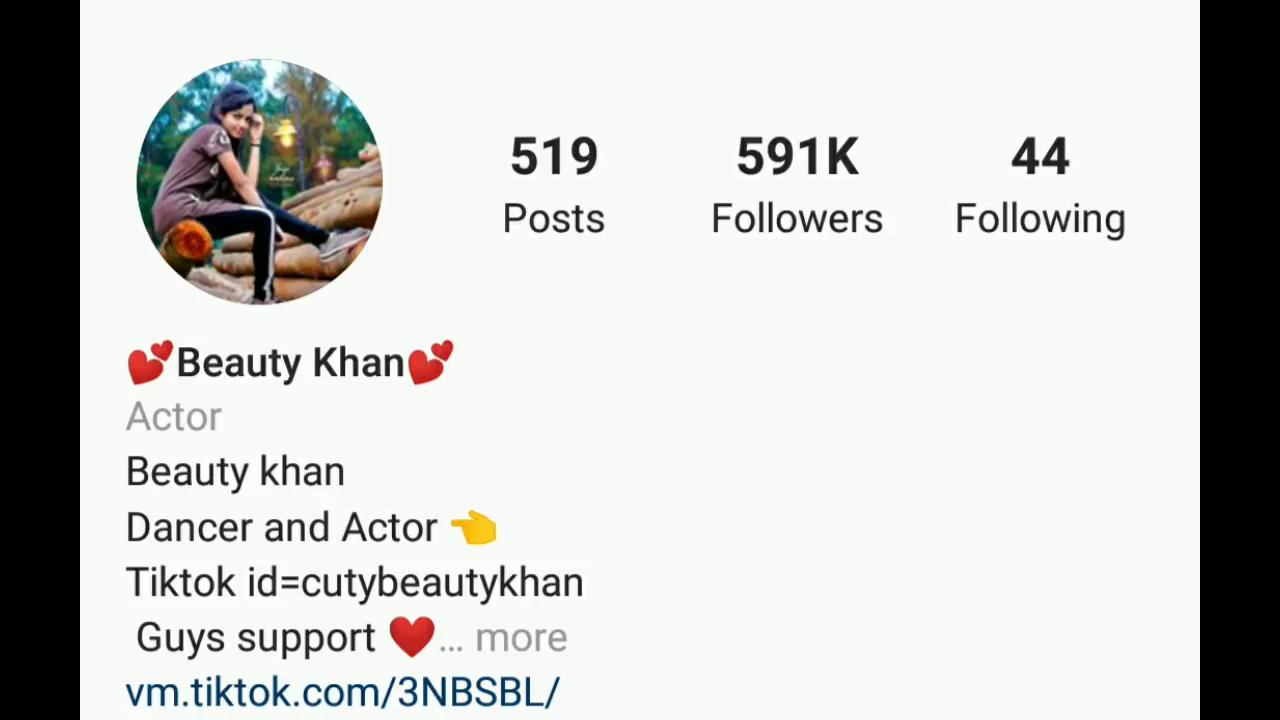 519 591K 44
Posts Followers Following
💕Beauty Khan💕
Actor
Beauty khan
Dancer and Actor 👈
Tiktok id=cutybeautykhan
Guys support ❤️... more
vm.tiktok.com/3NBSBL/